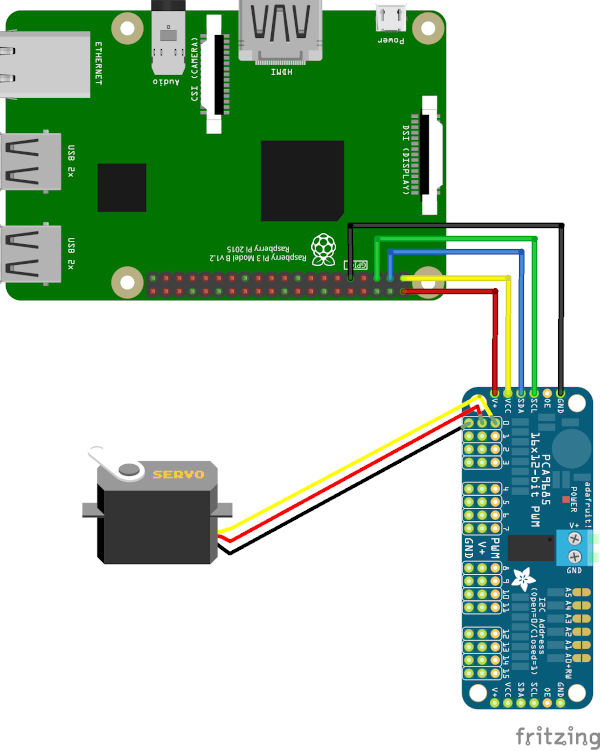 ETHERNET
Audio
CSI (CAMERA)
HDMI
Power
USB 2x
USB 2x
DSI (DISPLAY)
Raspberry Pi 3 Model B v1.2
Raspberry Pi 2015
GPIO
SERVO
V+
VCC
SDA
SCL
OE
GND
0
1
2
3
4
5
6
7
GND
V+
PWM
8
9
10
11
12
13
14
15
PCA9685
16x12-bit PWM
adafruit!
POWER
V+
GND
I2C Address
(open=0/closed=1)
A5
A4
A3
A2
A1
A0+RW
V+
VCC
SDA
SCL
OE
GND
fritzing